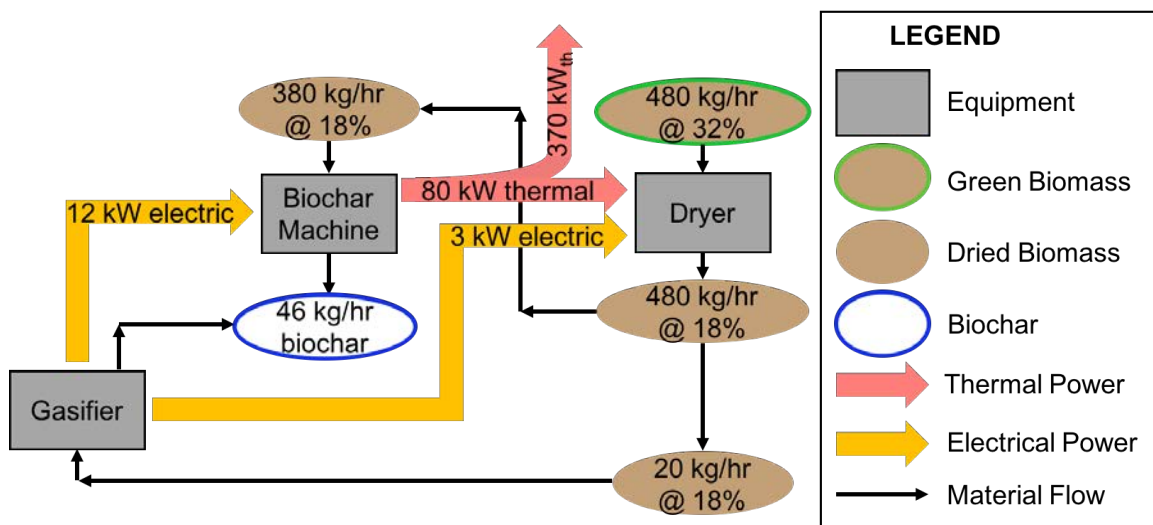 380 kg/hr
@ 18%
370 kWth
480 kg/hr
@ 32%
12 kW electric
Biochar
Machine
80 kW thermal
Dryer
3 kW electric
46 kg/hr
biochar
480 kg/hr
@ 18%
Gasifier
20 kg/hr
@ 18%
LEGEND
Equipment
Green Biomass
Dried Biomass
Biochar
Thermal Power
Electrical Power
Material Flow